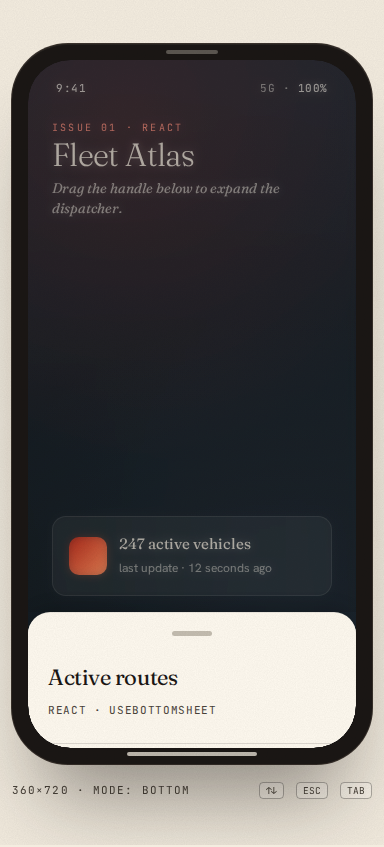 9:41 5G · 100%
ISSUE 01 · REACT
Fleet Atlas
Drag the handle below to expand the
dispatcher.
247 active vehicles
last update · 12 seconds ago
Active routes
REACT · USEBOTTOMSHEET
360×720 · MODE: BOTTOM ↑↓ ESC TAB